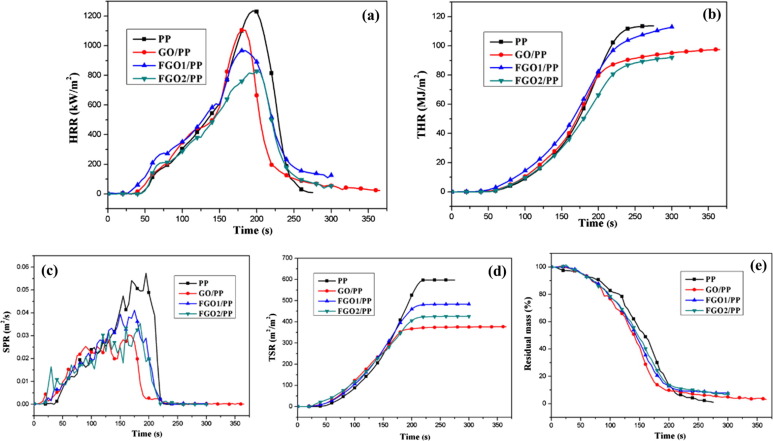 (a)
HRR (kW/m²)
1200
1000
800
600
400
200
0
PP
GO/PP
FGO1/PP
FGO2/PP
0 50 100 150 200 250 300 350
Time (s)
(b)
THR (MJ/m²)
120
100
80
60
40
20
0
PP
GO/PP
FGO1/PP
FGO2/PP
0 50 100 150 200 250 300 350
Time (s)
(c)
SPR (m²/s)
0.06
0.05
0.04
0.03
0.02
0.01
0.00
PP
GO/PP
FGO1/PP
FGO2/PP
0 50 100 150 200 250 300 350
Time (s)
(d)
TSR (m²/m²)
600
500
400
300
200
100
0
PP
GO/PP
FGO1/PP
FGO2/PP
0 50 100 150 200 250 300 350
Time (s)
(e)
Residual mass (%)
100
80
60
40
20
0
PP
GO/PP
FGO1/PP
FGO2/PP
0 50 100 150 200 250 300 350
Time (s)